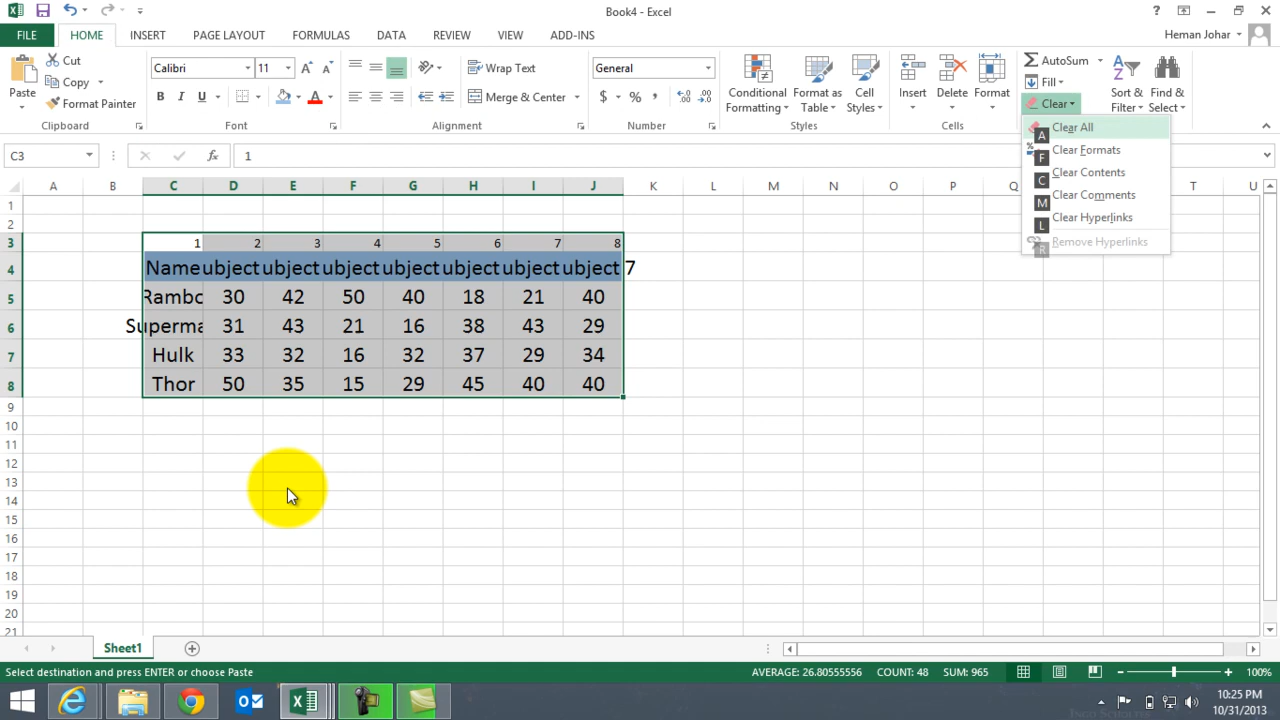 Book4 - Excel
?
FILE HOME INSERT PAGE LAYOUT FORMULAS DATA REVIEW VIEW ADD-INS Heman Johar
Paste Cut Copy Format Painter
Clipboard
Calibri 11
B I U A
Font
Wrap Text
Merge & Center
Alignment
General
$ % ,
Number
Conditional Formatting
Format as Table
Cell Styles
Styles
Insert Delete Format
Cells
AutoSum
Fill
Clear
Sort & Filter
Find & Select
A Clear All
F Clear Formats
C Clear Contents
M Clear Comments
L Clear Hyperlinks
R Remove Hyperlinks
C3 fx 1
A B C D E F G H I J K L M N O P Q T U
1
2
3 1 2 3 4 5 6 7 8
4 Name ubject ubject ubject ubject ubject ubject ubject 7
5 Rambo 30 42 50 40 18 21 40
6 Superma 31 43 21 16 38 43 29
7 Hulk 33 32 16 32 37 29 34
8 Thor 50 35 15 29 45 40 40
9
10
11
12
13
14
15
16
17
18
19
20
21
Sheet1
Select destination and press ENTER or choose Paste AVERAGE: 26.80555556 COUNT: 48 SUM: 965 100%
10:25 PM
10/31/2013